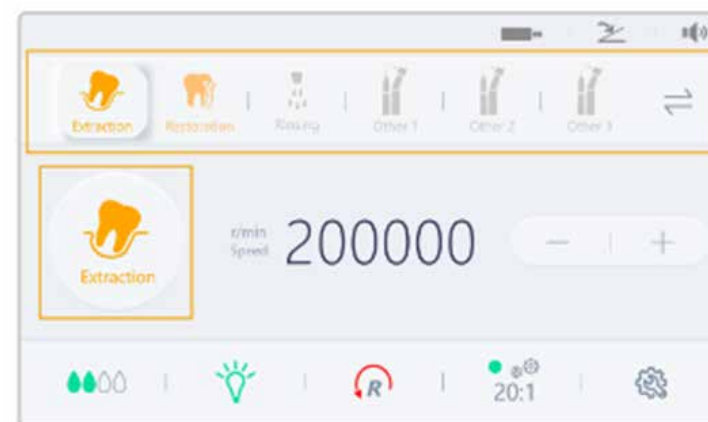 Extraction
Restoration
Rinsing
Other 1
Other 2
Other 3
Extraction
r/min
Speed
200000
R
20:1